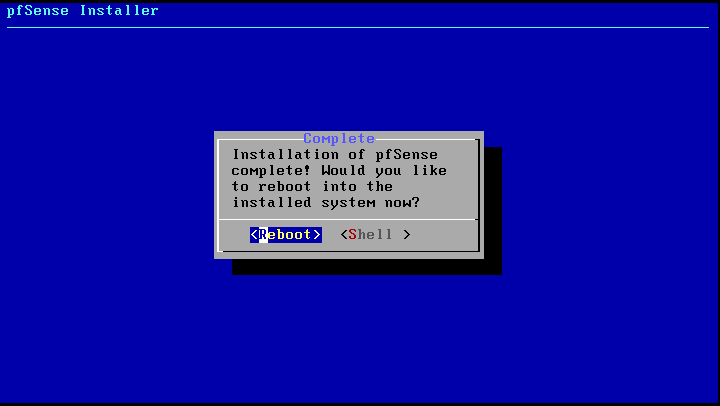 pfSense Installer
Complete
Installation of pfSense
complete! Would you like
to reboot into the
installed system now?
<Reboot> <Shell >